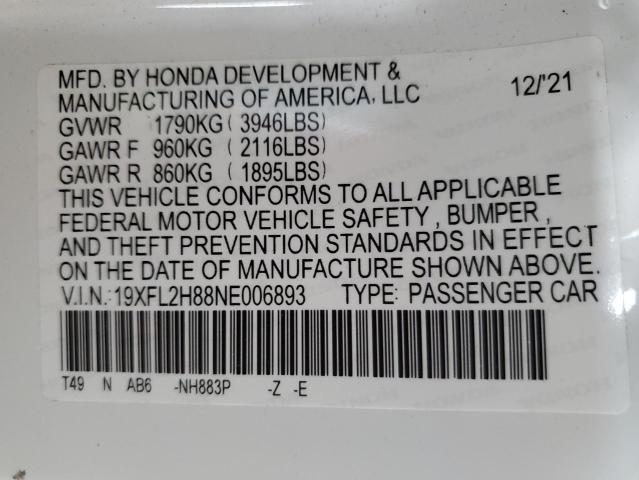 MFD. BY HONDA DEVELOPMENT &
MANUFACTURING OF AMERICA, LLC 12/'21
GVWR 1790KG ( 3946LBS)
GAWR F 960KG ( 2116LBS)
GAWR R 860KG ( 1895LBS)
THIS VEHICLE CONFORMS TO ALL APPLICABLE
FEDERAL MOTOR VEHICLE SAFETY , BUMPER ,
AND THEFT PREVENTION STANDARDS IN EFFECT
ON THE DATE OF MANUFACTURE SHOWN ABOVE.
V.I.N.:19XFL2H88NE006893 TYPE: PASSENGER CAR
T49 N AB6 -NH883P -Z -E